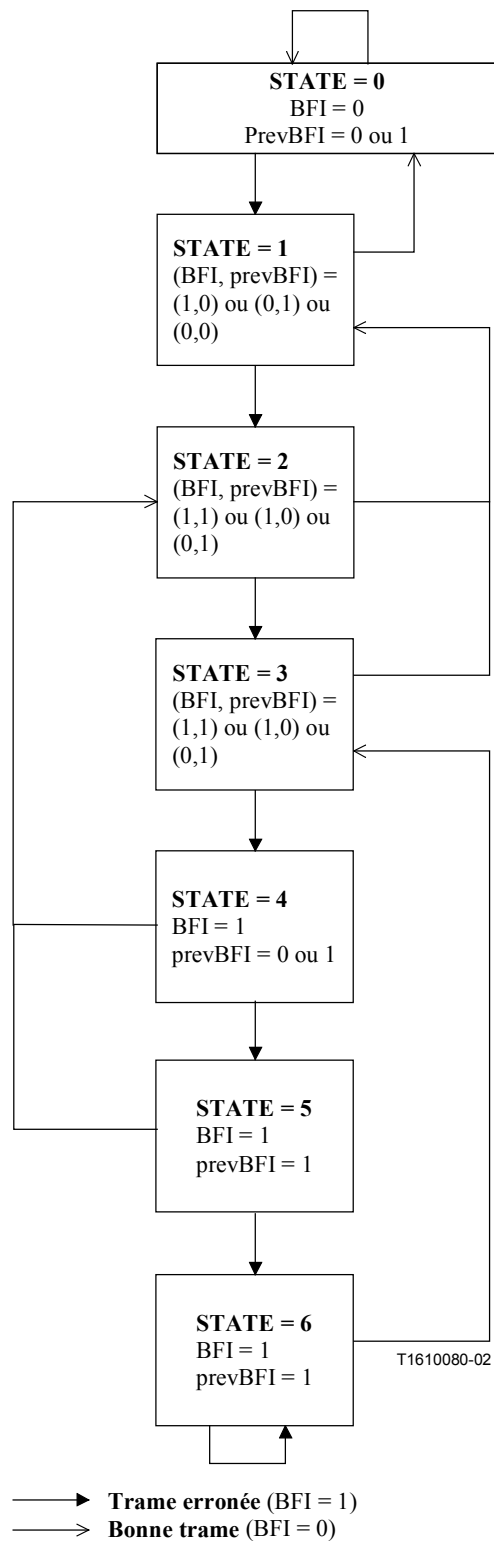 STATE = 0
BFI = 0
PrevBFI = 0 ou 1
STATE = 1
(BFI, prevBFI) =
(1,0) ou (0,1) ou
(0,0)
STATE = 2
(BFI, prevBFI) =
(1,1) ou (1,0) ou
(0,1)
STATE = 3
(BFI, prevBFI) =
(1,1) ou (1,0) ou
(0,1)
STATE = 4
BFI = 1
prevBFI = 0 ou 1
STATE = 5
BFI = 1
prevBFI = 1
STATE = 6
BFI = 1
prevBFI = 1
T1610080-02
Trame erronée (BFI = 1)
Bonne trame (BFI = 0)